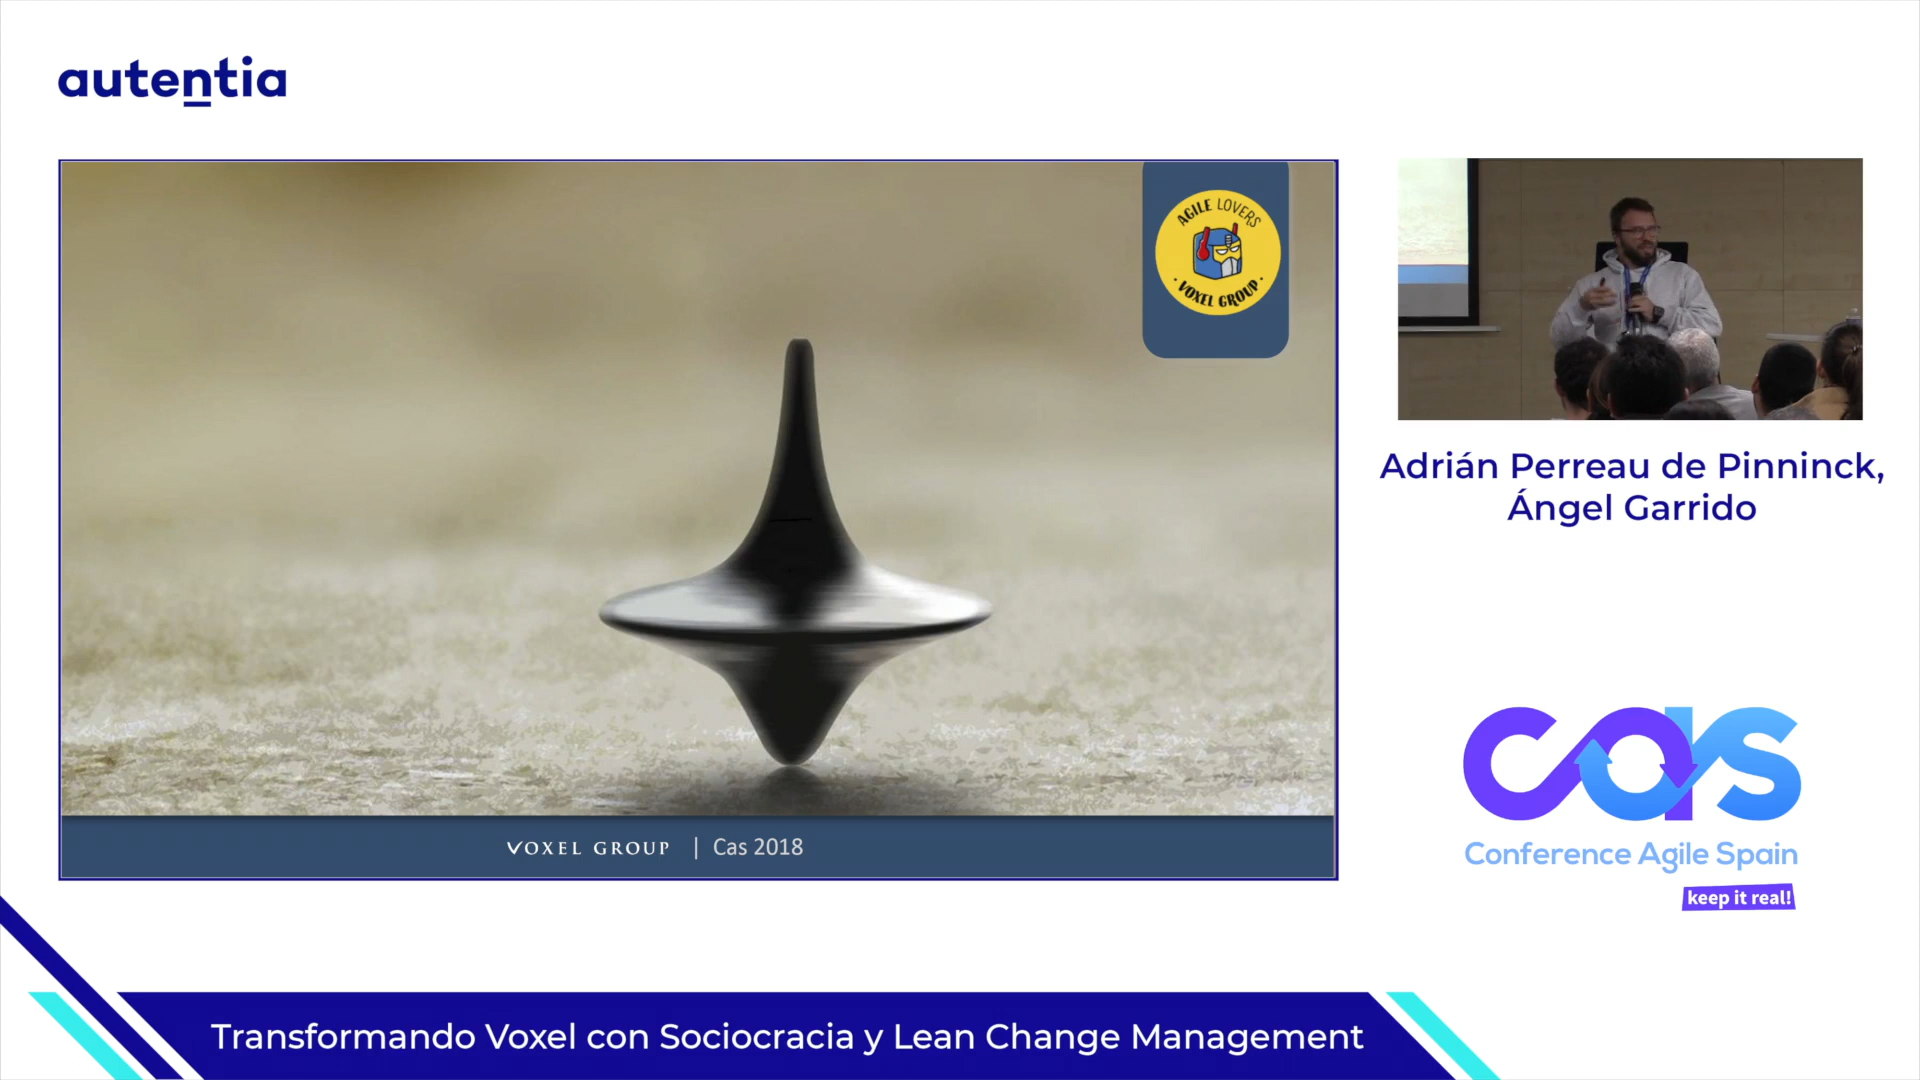 autentia
AGILE LOVERS
· VOXEL GROUP ·
VOXEL GROUP | Cas 2018
Adrián Perreau de Pinninck,
Ángel Garrido
cas
Conference Agile Spain
keep it real!
Transformando Voxel con Sociocracia y Lean Change Management